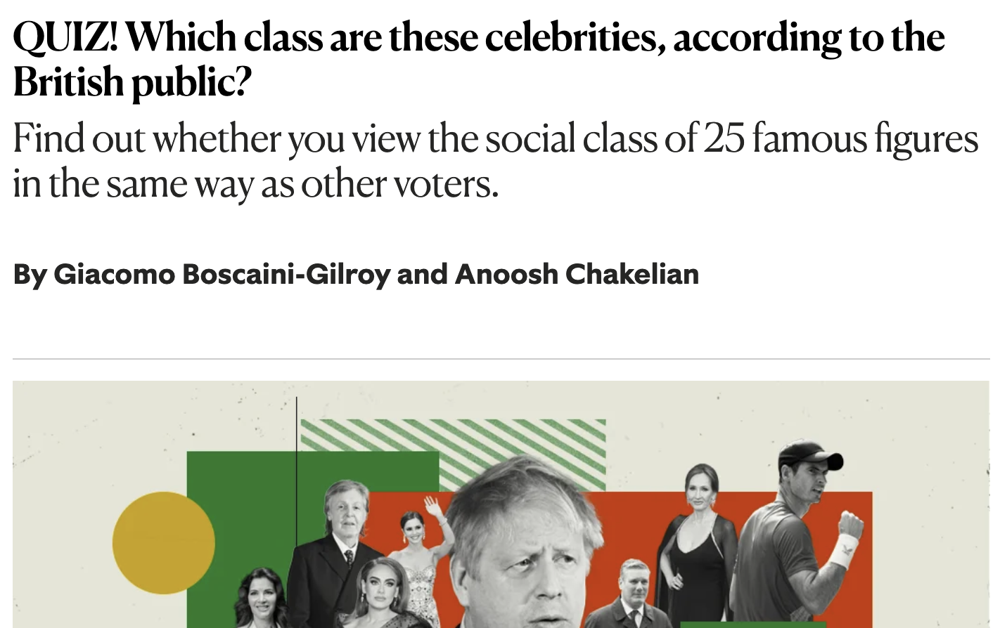 QUIZ! Which class are these celebrities, according to the
British public?
Find out whether you view the social class of 25 famous figures
in the same way as other voters.
By Giacomo Boscaini-Gilroy and Anoosh Chakelian